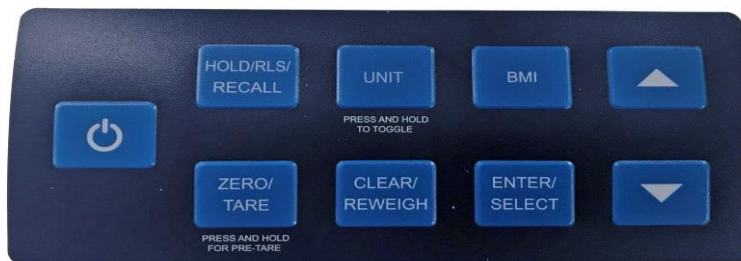 HOLD/RLS/
RECALL
UNIT
PRESS AND HOLD
TO TOGGLE
BMI
ZERO/
TARE
PRESS AND HOLD
FOR PRE-TARE
CLEAR/
REWEIGH
ENTER/
SELECT